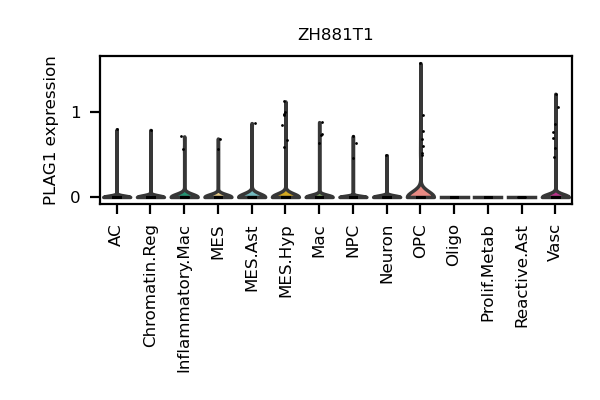 ZH881T1
PLAG1 expression
1
0
AC
Chromatin.Reg
Inflammatory.Mac
MES
MES.Ast
MES.Hyp
Mac
NPC
Neuron
OPC
Oligo
Prolif.Metab
Reactive.Ast
Vasc